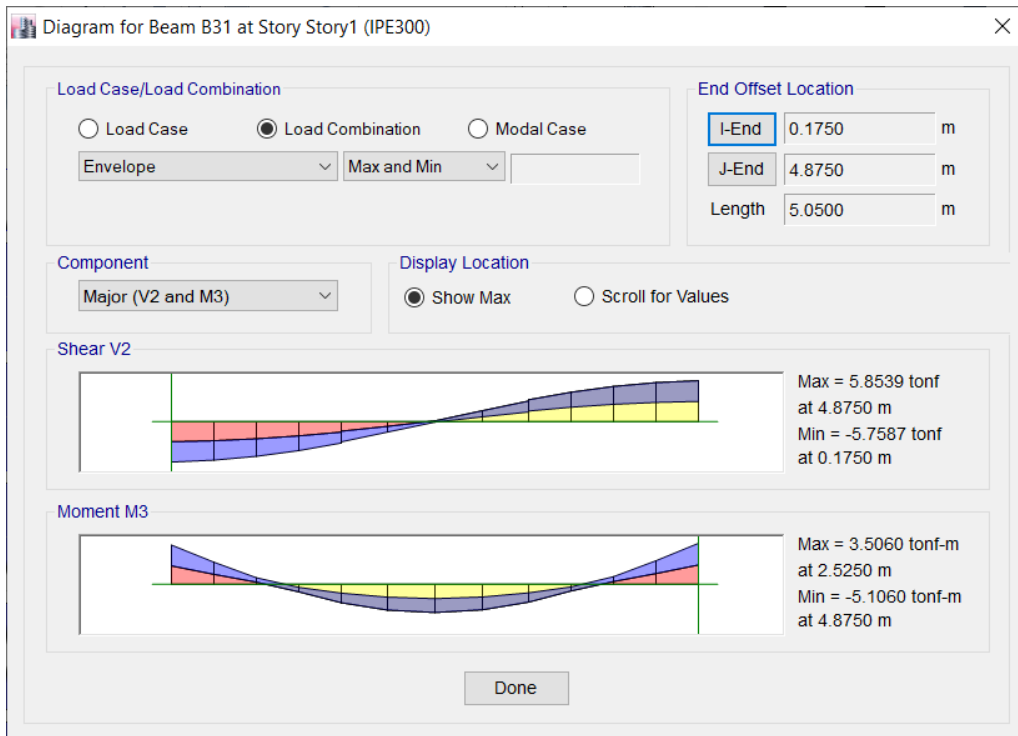 Diagram for Beam B31 at Story Story1 (IPE300)
Load Case/Load Combination
Load Case Load Combination Modal Case
Envelope Max and Min
End Offset Location
I-End 0.1750 m
J-End 4.8750 m
Length 5.0500 m
Component
Major (V2 and M3)
Display Location
Show Max Scroll for Values
Shear V2
Max = 5.8539 tonf
at 4.8750 m
Min = -5.7587 tonf
at 0.1750 m
Moment M3
Max = 3.5060 tonf-m
at 2.5250 m
Min = -5.1060 tonf-m
at 4.8750 m
Done